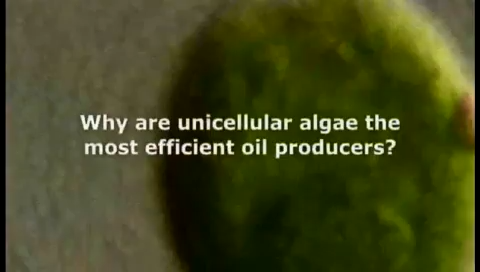 Why are unicellular algae the
most efficient oil producers?